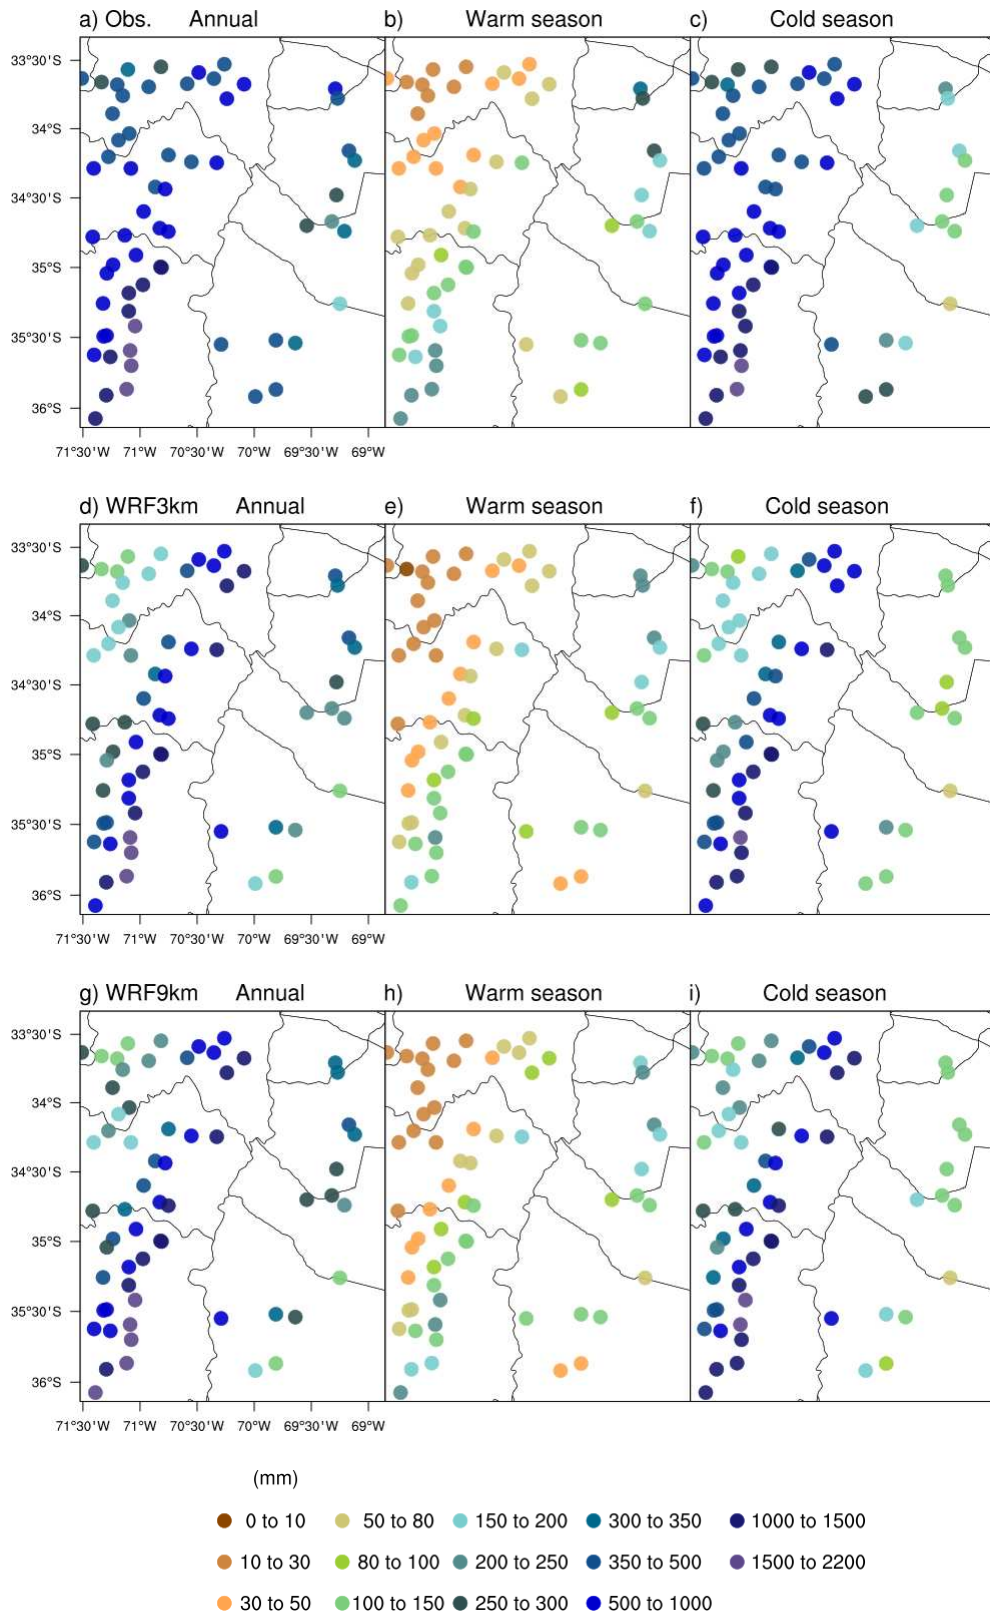 a) Obs. Annual b) Warm season c) Cold season
33°30'S
34°S
34°30'S
35°S
35°30'S
36°S
71°30'W 71°W 70°30'W 70°W 69°30'W 69°W
d) WRF3km Annual e) Warm season f) Cold season
33°30'S
34°S
34°30'S
35°S
35°30'S
36°S
71°30'W 71°W 70°30'W 70°W 69°30'W 69°W
g) WRF9km Annual h) Warm season i) Cold season
33°30'S
34°S
34°30'S
35°S
35°30'S
36°S
71°30'W 71°W 70°30'W 70°W 69°30'W 69°W
(mm)
0 to 10 50 to 80 150 to 200 300 to 350 1000 to 1500
10 to 30 80 to 100 200 to 250 350 to 500 1500 to 2200
30 to 50 100 to 150 250 to 300 500 to 1000